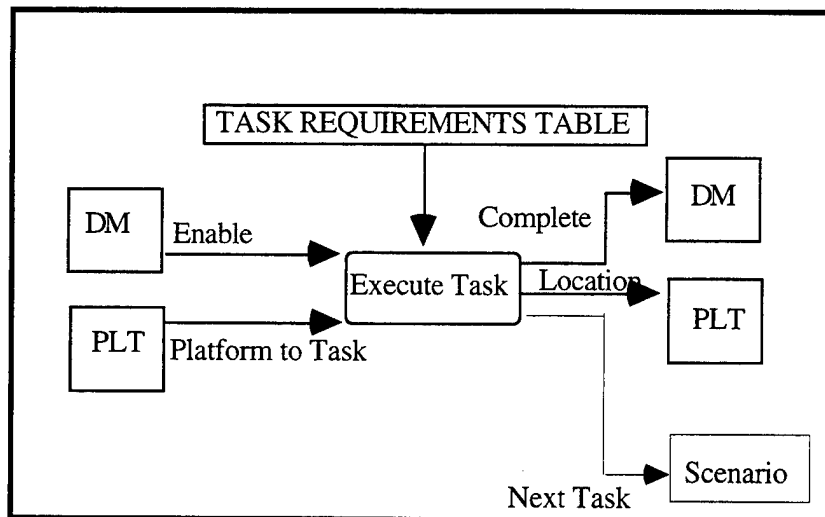 TASK REQUIREMENTS TABLE
DM
Enable
PLT
Platform to Task
Execute Task
Complete
DM
Location
PLT
Next Task
Scenario